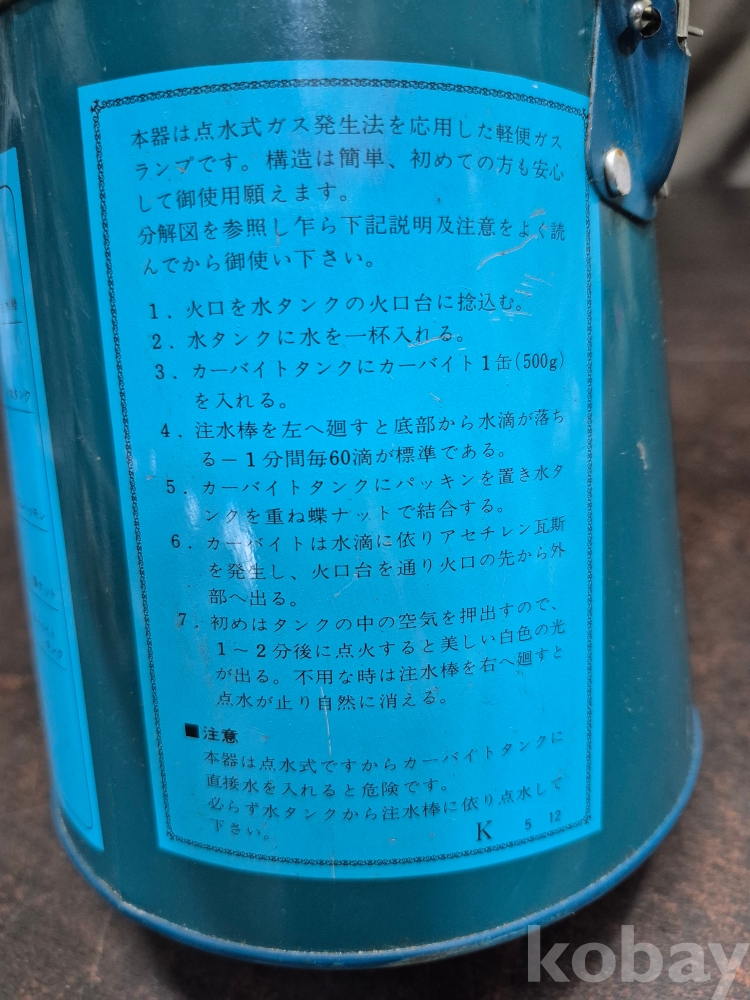 本器は点水式ガス発生法を応用した軽便ガス
ランプです。構造は簡単、初めての方も安心
して御使用願えます。
分解図を参照し乍ら下記説明及注意をよく読
んでから御使い下さい。
1．火口を水タンクの火口台に捻込む。
2．水タンクに水を一杯入れる。
3．カーバイトタンクにカーバイト1缶(500g)
を入れる。
4．注水棒を左へ廻すと底部から水滴が落ち
る－1分間毎60滴が標準である。
5．カーバイトタンクにパッキンを置き水タ
ンクを重ね蝶ナットで結合する。
6．カーバイトは水滴に依りアセチレン瓦斯
を発生し、火口台を通り火口の先から外
部へ出る。
7．初めはタンクの中の空気を押出すので、
1～2分後に点火すると美しい白色の光
が出る。不用な時は注水棒を右へ廻すと
点水が止り自然に消える。
■注意
本器は点水式ですからカーバイトタンクに
直接水を入れると危険です。
必らず水タンクから注水棒に依り点水して
下さい。
K 5 12
kobay